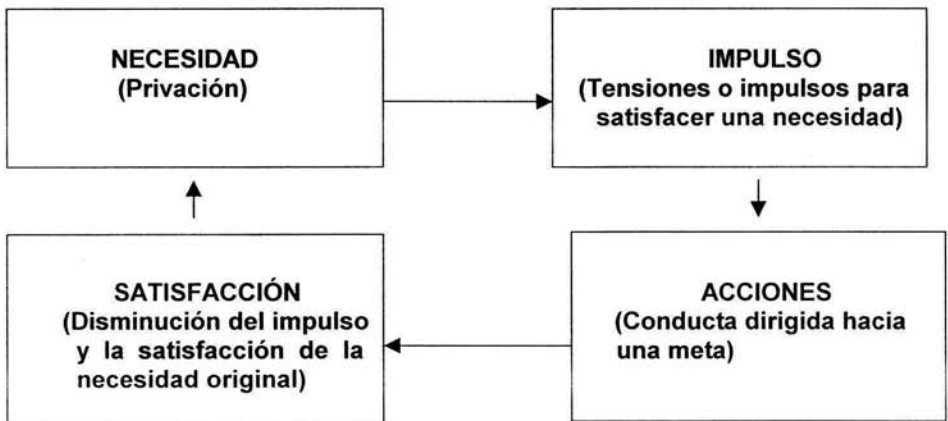 NECESIDAD
(Privación)
IMPULSO
(Tensiones o impulsos para
satisfacer una necesidad)
SATISFACCIÓN
(Disminución del impulso
y la satisfacción de la
necesidad original)
ACCIONES
(Conducta dirigida hacia
una meta)